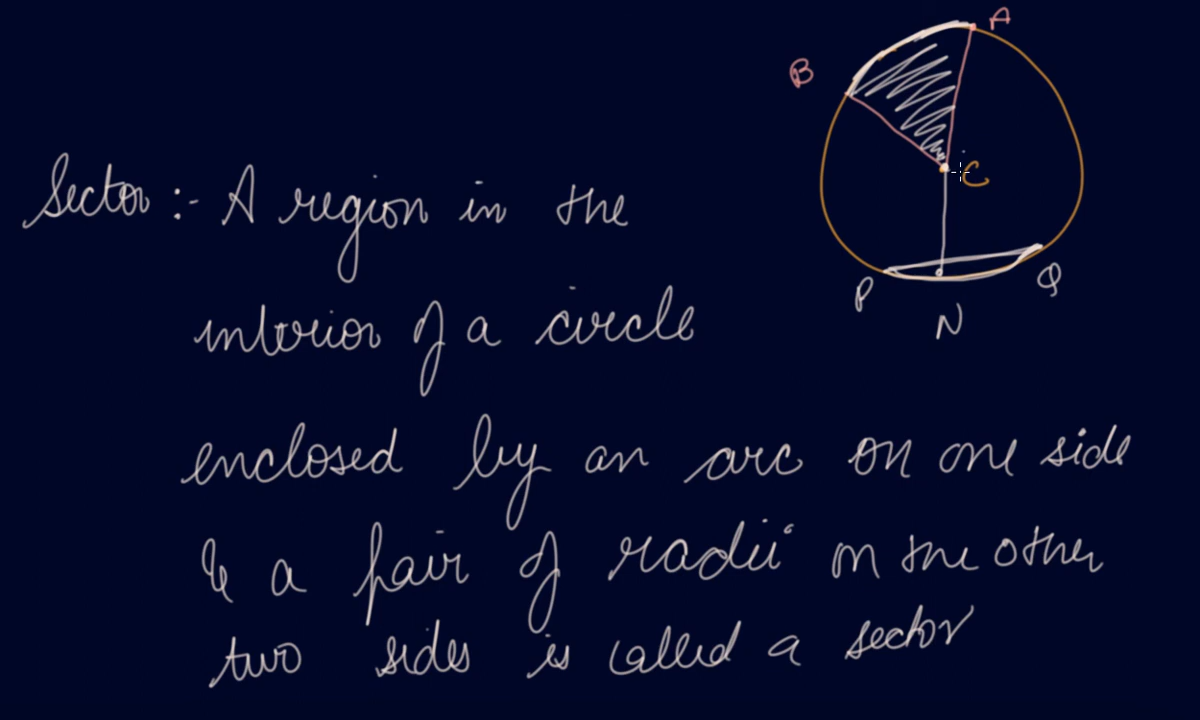 A
B
C
P
Q
N
Sector :- A region in the
interior of a circle
enclosed by an arc on one side
& a pair of radii on the other
two sides is called a sector